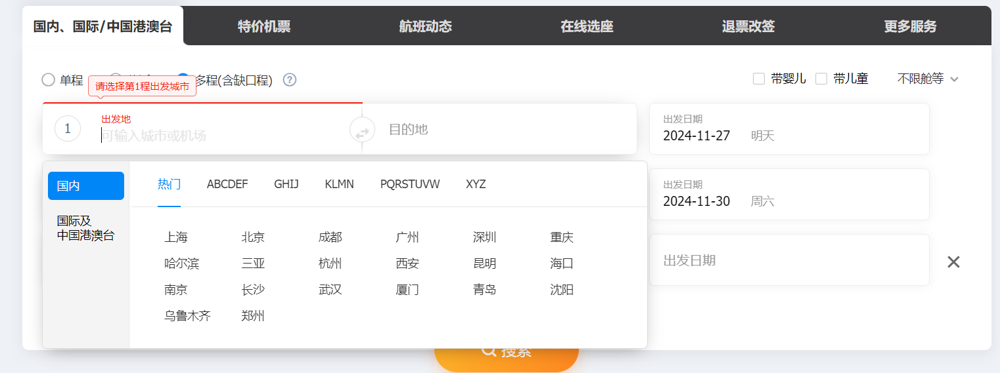 国内、国际/中国港澳台
特价机票
航班动态
在线选座
退票改签
更多服务
单程
多程(含缺口程)
?
请选择第1程出发城市
带婴儿
带儿童
不限舱等
1
出发地
可输入城市或机场
目的地
出发日期
2024-11-27 明天
国内
国际及
中国港澳台
热门 ABCDEF GHIJ KLMN PQRSTUVW XYZ
上海 北京 成都 广州 深圳 重庆
哈尔滨 三亚 杭州 西安 昆明 海口
南京 长沙 武汉 厦门 青岛 沈阳
乌鲁木齐 郑州
出发日期
2024-11-30 周六
出发日期
搜索